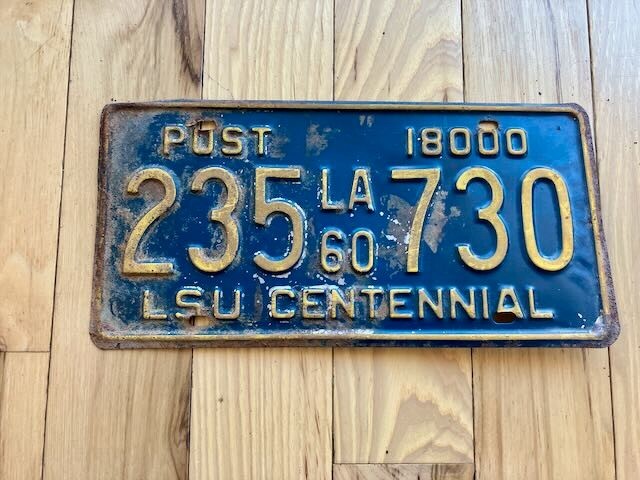 POST 18000
235 LA 60 730
LSU CENTENNIAL